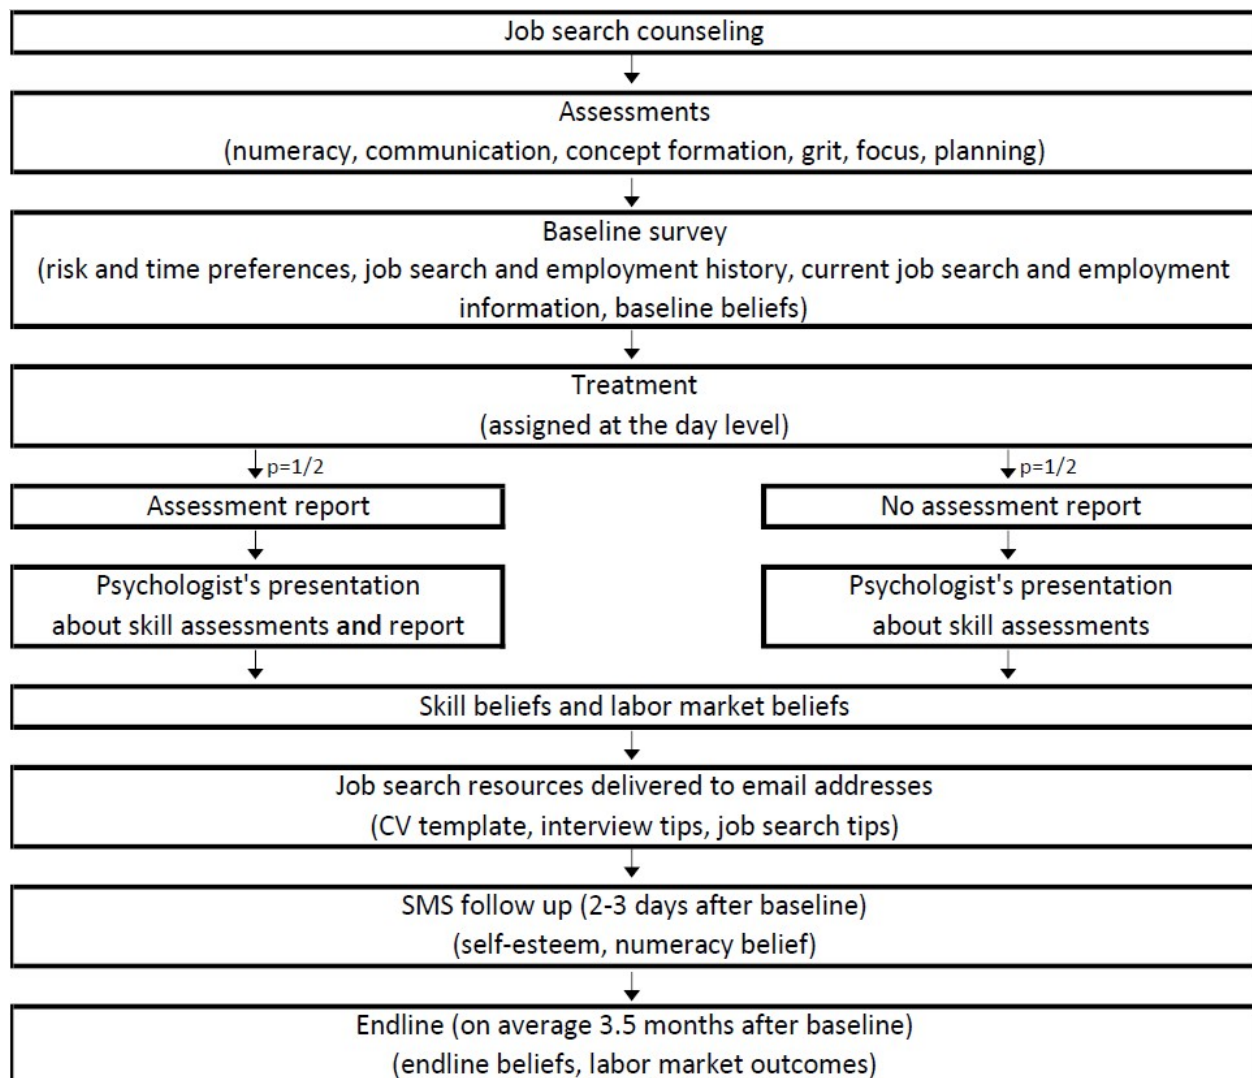 Job search counseling
Assessments
(numeracy, communication, concept formation, grit, focus, planning)
Baseline survey
(risk and time preferences, job search and employment history, current job search and employment
information, baseline beliefs)
Treatment
(assigned at the day level)
p=1/2
p=1/2
Assessment report
No assessment report
Psychologist's presentation
about skill assessments and report
Psychologist's presentation
about skill assessments
Skill beliefs and labor market beliefs
Job search resources delivered to email addresses
(CV template, interview tips, job search tips)
SMS follow up (2-3 days after baseline)
(self-esteem, numeracy belief)
Endline (on average 3.5 months after baseline)
(endline beliefs, labor market outcomes)